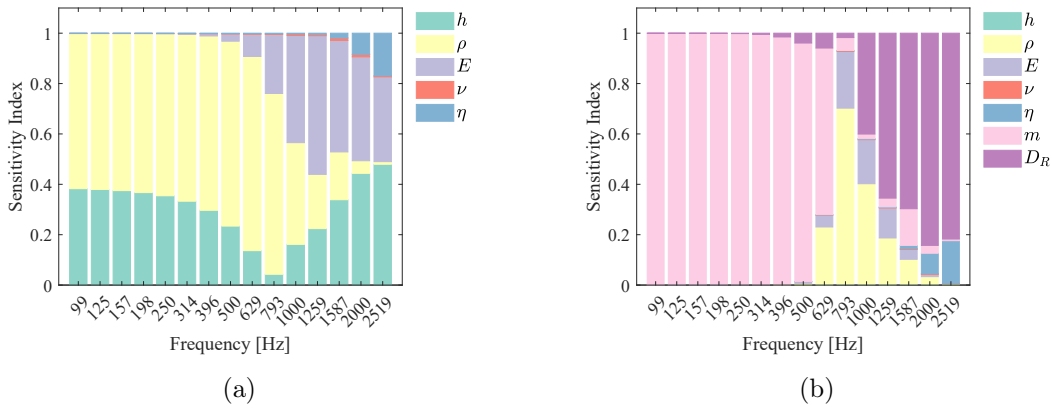 1
0.8
0.6
0.4
0.2
0
Sensitivity Index
99 125 157 198 250 314 396 500 629 793 1000 1259 1587 2000 2519
Frequency [Hz]
h
ρ
E
ν
η
(a)
1
0.8
0.6
0.4
0.2
0
Sensitivity Index
99 125 157 198 250 314 396 500 629 793 1000 1259 1587 2000 2519
Frequency [Hz]
h
ρ
E
ν
η
m
D_R
(b)